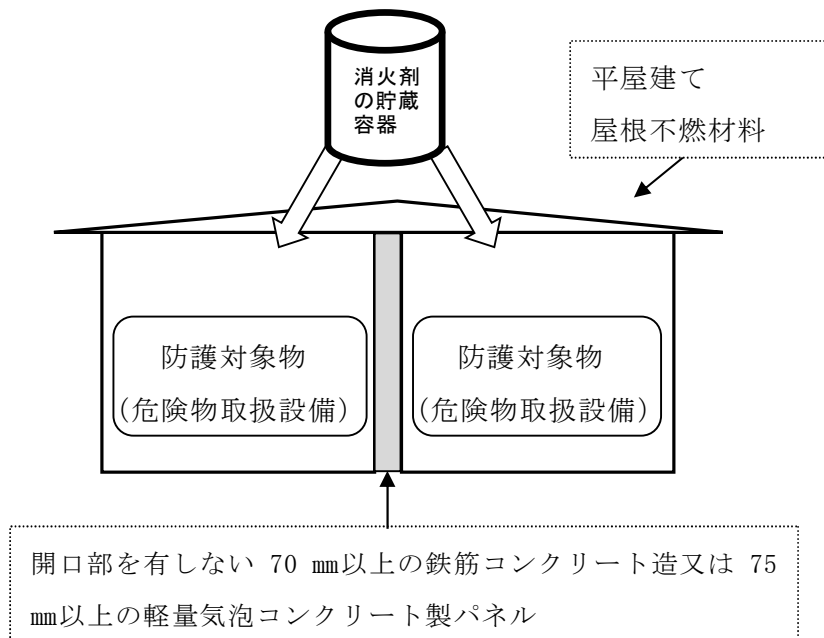 消火剤
の貯蔵
容器
平屋建て
屋根不燃材料
防護対象物
(危険物取扱設備)
防護対象物
(危険物取扱設備)
開口部を有しない 70 mm以上の鉄筋コンクリート造又は 75
mm以上の軽量気泡コンクリート製パネル